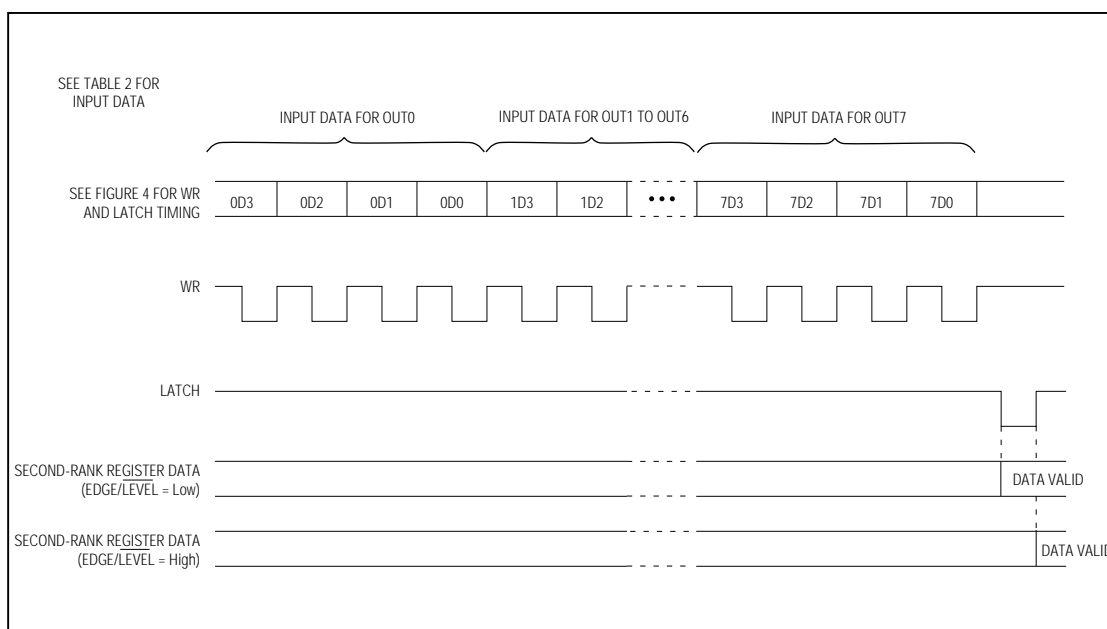 SEE TABLE 2 FOR
INPUT DATA
INPUT DATA FOR OUT0
INPUT DATA FOR OUT1 TO OUT6
INPUT DATA FOR OUT7
SEE FIGURE 4 FOR WR
AND LATCH TIMING
0D3 0D2 0D1 0D0 1D3 1D2 ••• 7D3 7D2 7D1 7D0
WR
LATCH
SECOND-RANK REGISTER DATA
(EDGE/LEVEL = Low)
DATA VALID
SECOND-RANK REGISTER DATA
(EDGE/LEVEL = High)
DATA VALID